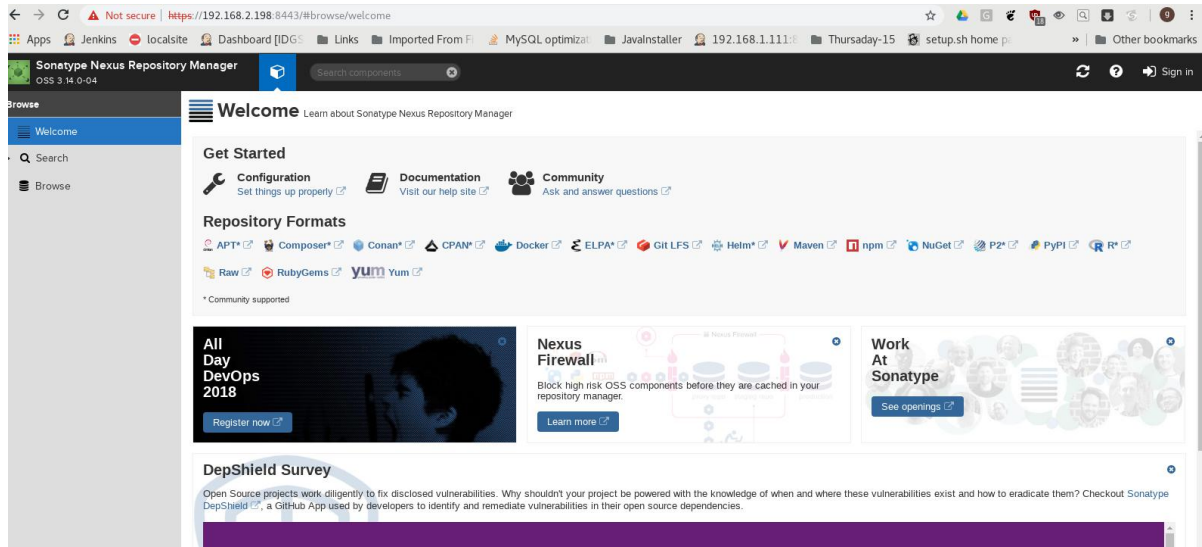 Not secure | https://192.168.2.198:8443/#browse/welcome
Apps Jenkins localsite Dashboard [IDGS Links Imported From Fi MySQL optimizat JavaInstaller 192.168.1.111:8 Thursaday-15 setup.sh home pa » Other bookmarks
Sonatype Nexus Repository Manager
OSS 3.14.0-04
Search components
Sign in
Browse
Welcome
Search
Browse
Welcome Learn about Sonatype Nexus Repository Manager
Get Started
Configuration
Set things up properly
Documentation
Visit our help site
Community
Ask and answer questions
Repository Formats
APT* Composer* Conan* CPAN* Docker ELPA* Git LFS Helm* Maven npm NuGet P2* PyPI R*
Raw RubyGems yum Yum
* Community supported
All
Day
DevOps
2018
Register now
Nexus
Firewall
Block high risk OSS components before they are cached in your
repository manager.
Learn more
Work
At
Sonatype
See openings
DepShield Survey
Open Source projects work diligently to fix disclosed vulnerabilities. Why shouldn't your project be powered with the knowledge of when and where these vulnerabilities exist and how to eradicate them? Checkout Sonatype
DepShield , a GitHub App used by developers to identify and remediate vulnerabilities in their open source dependencies.